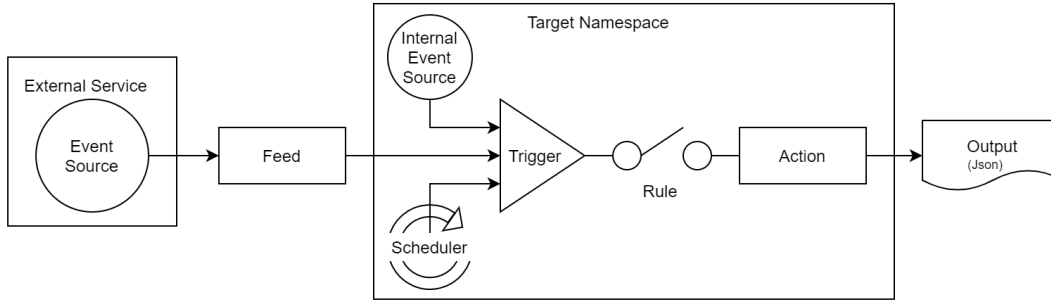 Target Namespace
External Service
Event
Source
Feed
Internal
Event
Source
Scheduler
Trigger
Rule
Action
Output
(Json)